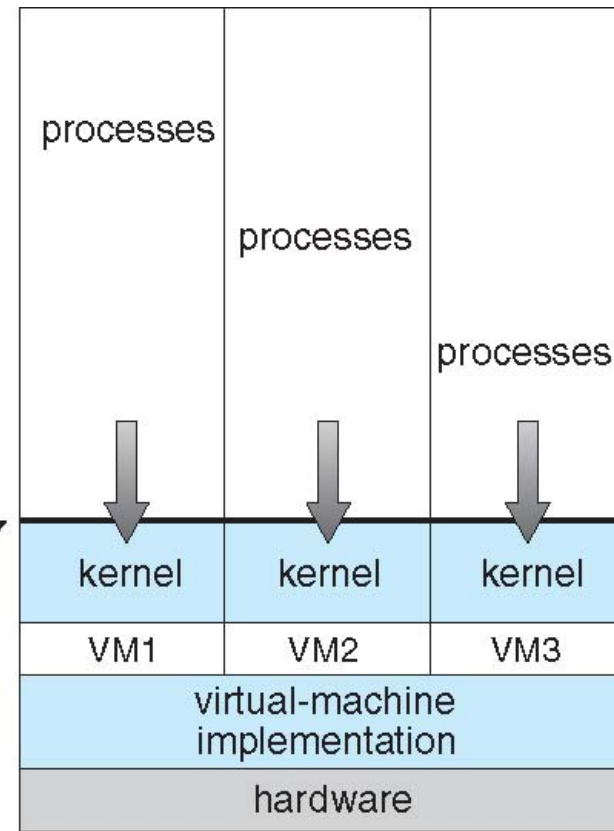 processes
processes
processes
kernel kernel kernel
VM1 VM2 VM3
virtual-machine
implementation
hardware